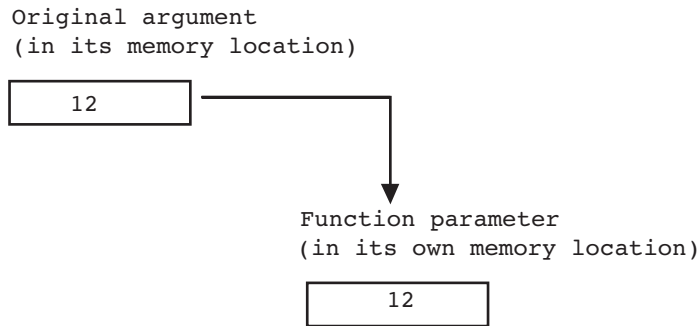 Original argument
(in its memory location)
12
Function parameter
(in its own memory location)
12